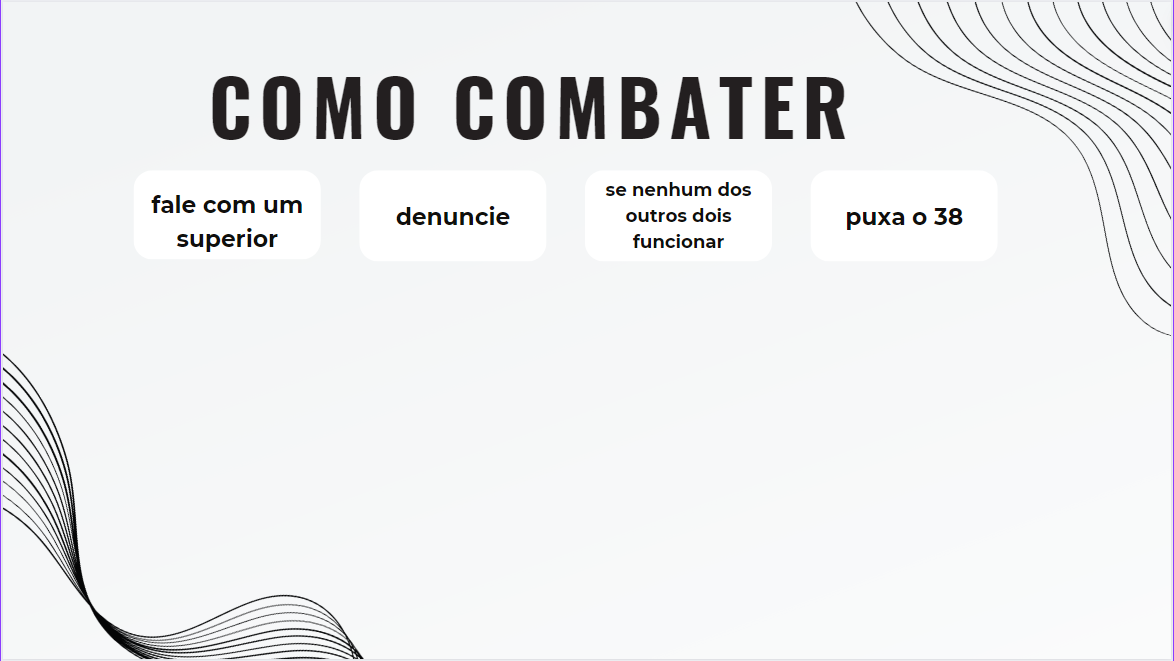 COMO COMBATER
fale com um
superior
denuncie
se nenhum dos
outros dois
funcionar
puxa o 38